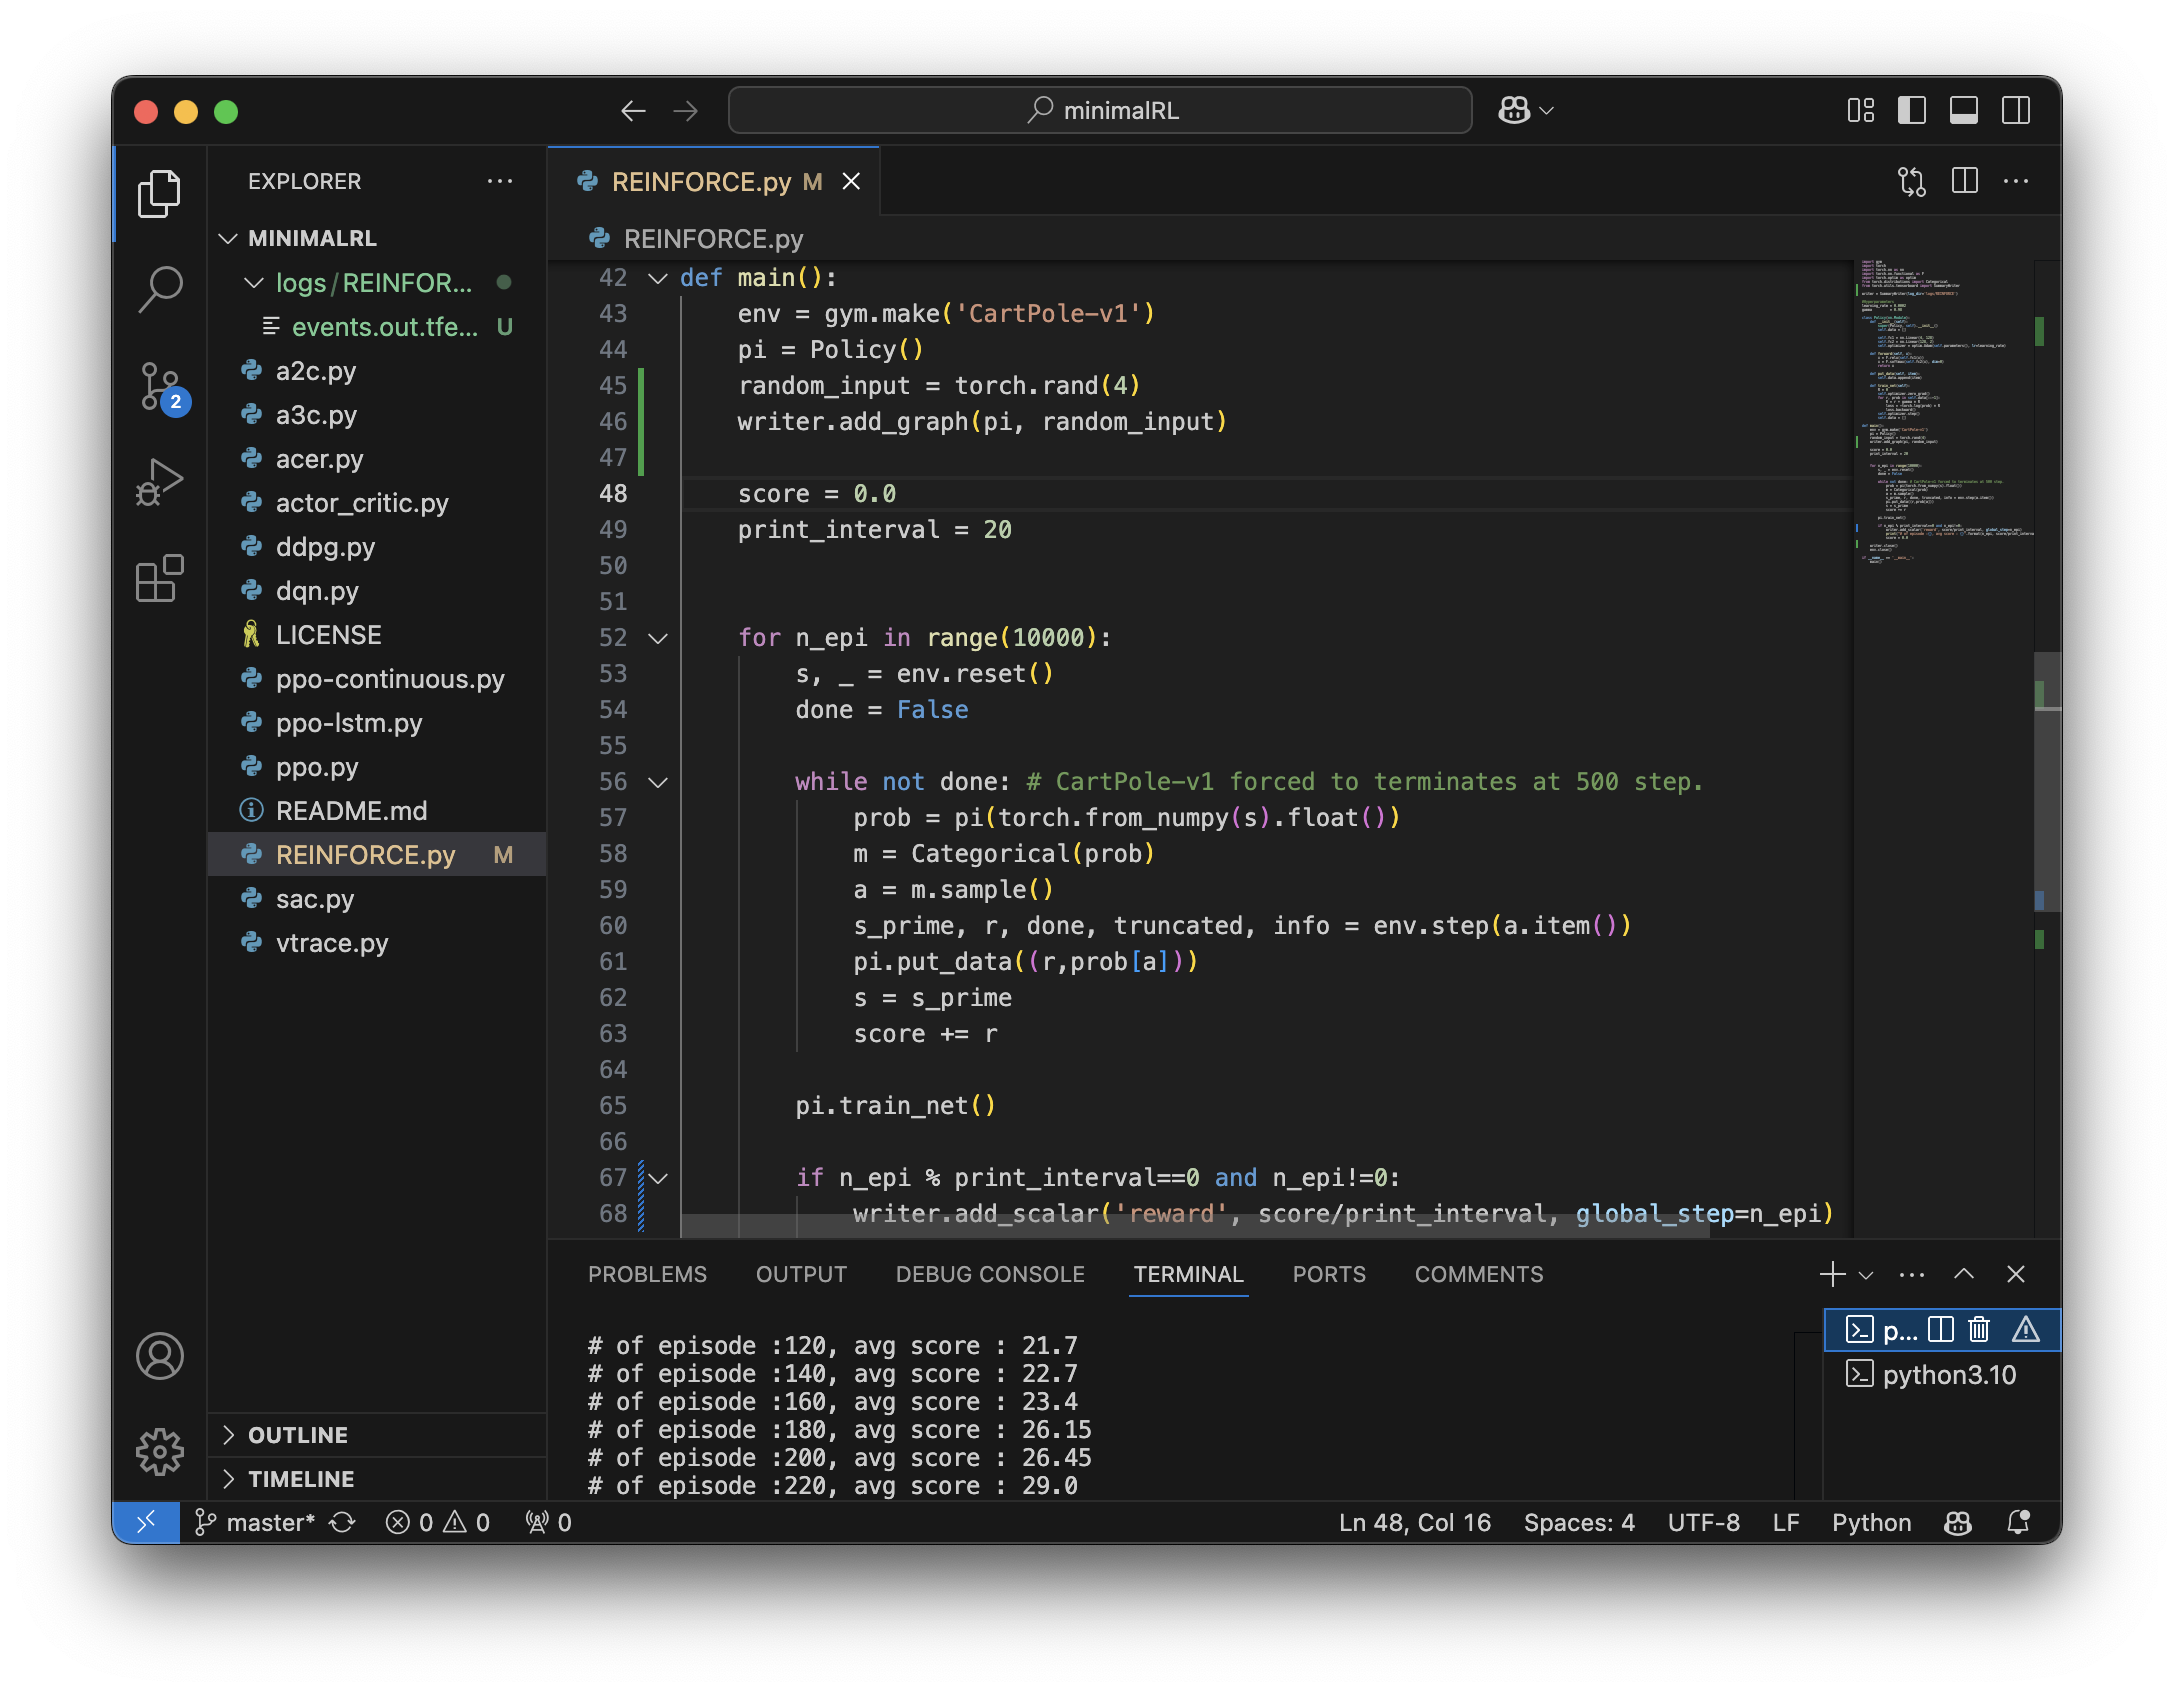 minimalRL
EXPLORER
MINIMALRL
logs/REINFOR...
events.out.tfe... U
a2c.py
a3c.py
acer.py
actor_critic.py
ddpg.py
dqn.py
LICENSE
ppo-continuous.py
ppo-lstm.py
ppo.py
README.md
REINFORCE.py M
sac.py
vtrace.py
OUTLINE
TIMELINE
2
REINFORCE.py M
REINFORCE.py
42 def main():
43 env = gym.make('CartPole-v1')
44 pi = Policy()
45 random_input = torch.rand(4)
46 writer.add_graph(pi, random_input)
47
48 score = 0.0
49 print_interval = 20
50
51
52 for n_epi in range(10000):
53 s, _ = env.reset()
54 done = False
55
56 while not done: # CartPole-v1 forced to terminates at 500 step.
57 prob = pi(torch.from_numpy(s).float())
58 m = Categorical(prob)
59 a = m.sample()
60 s_prime, r, done, truncated, info = env.step(a.item())
61 pi.put_data((r,prob[a]))
62 s = s_prime
63 score += r
64
65 pi.train_net()
66
67 if n_epi % print_interval==0 and n_epi!=0:
68 writer.add_scalar('reward', score/print_interval, global_step=n_epi)
PROBLEMS OUTPUT DEBUG CONSOLE TERMINAL PORTS COMMENTS
# of episode :120, avg score : 21.7
# of episode :140, avg score : 22.7
# of episode :160, avg score : 23.4
# of episode :180, avg score : 26.15
# of episode :200, avg score : 26.45
# of episode :220, avg score : 29.0
p...
python3.10
master* 0 0 0 Ln 48, Col 16 Spaces: 4 UTF-8 LF Python